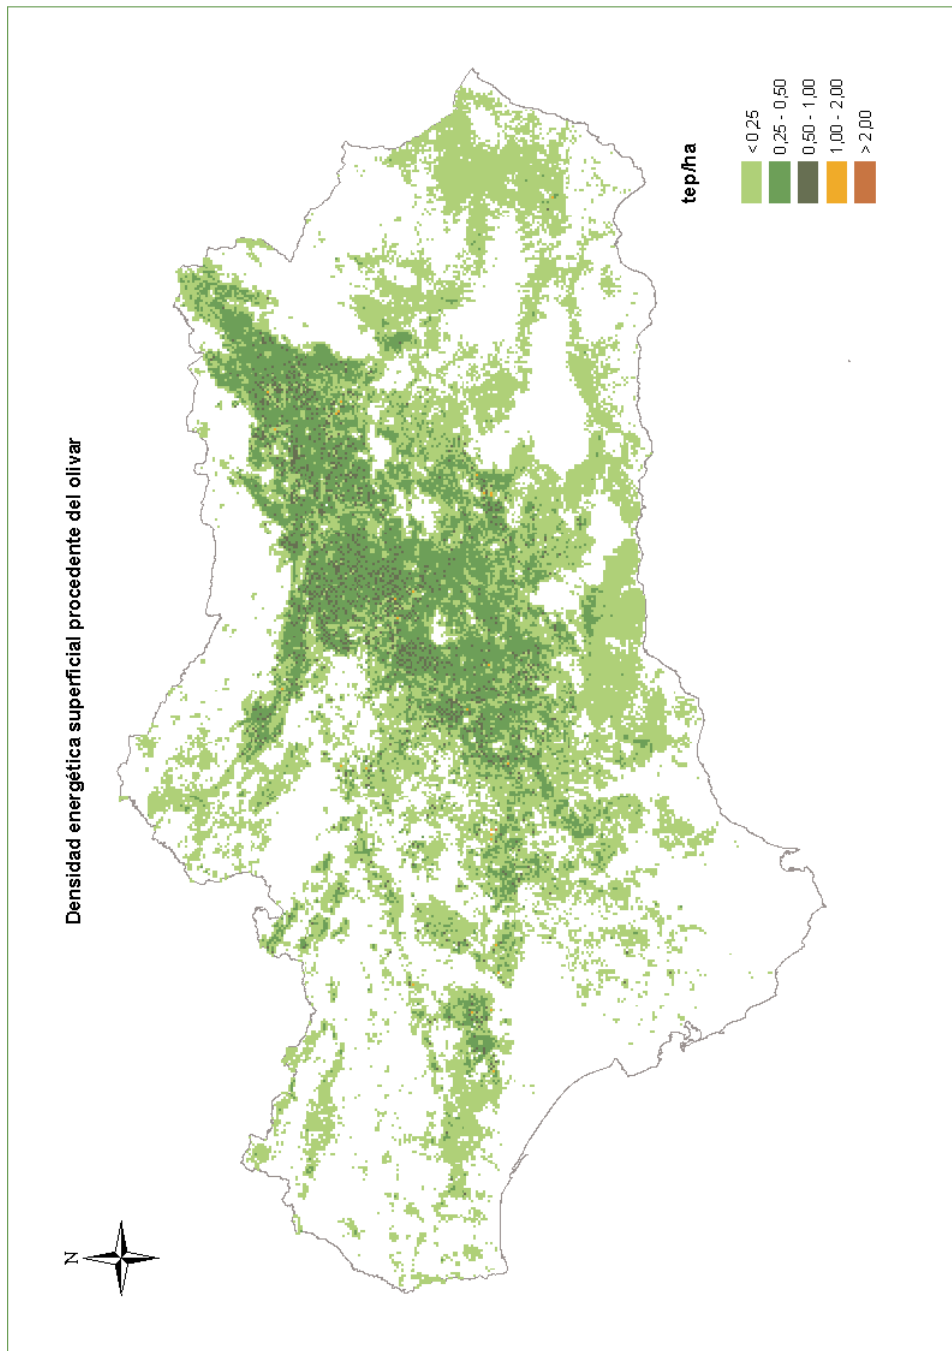 Densidad energética superficial procedente del olivar
N
tep/ha
< 0,25
0,25 - 0,50
0,50 - 1,00
1,00 - 2,00
> 2,00